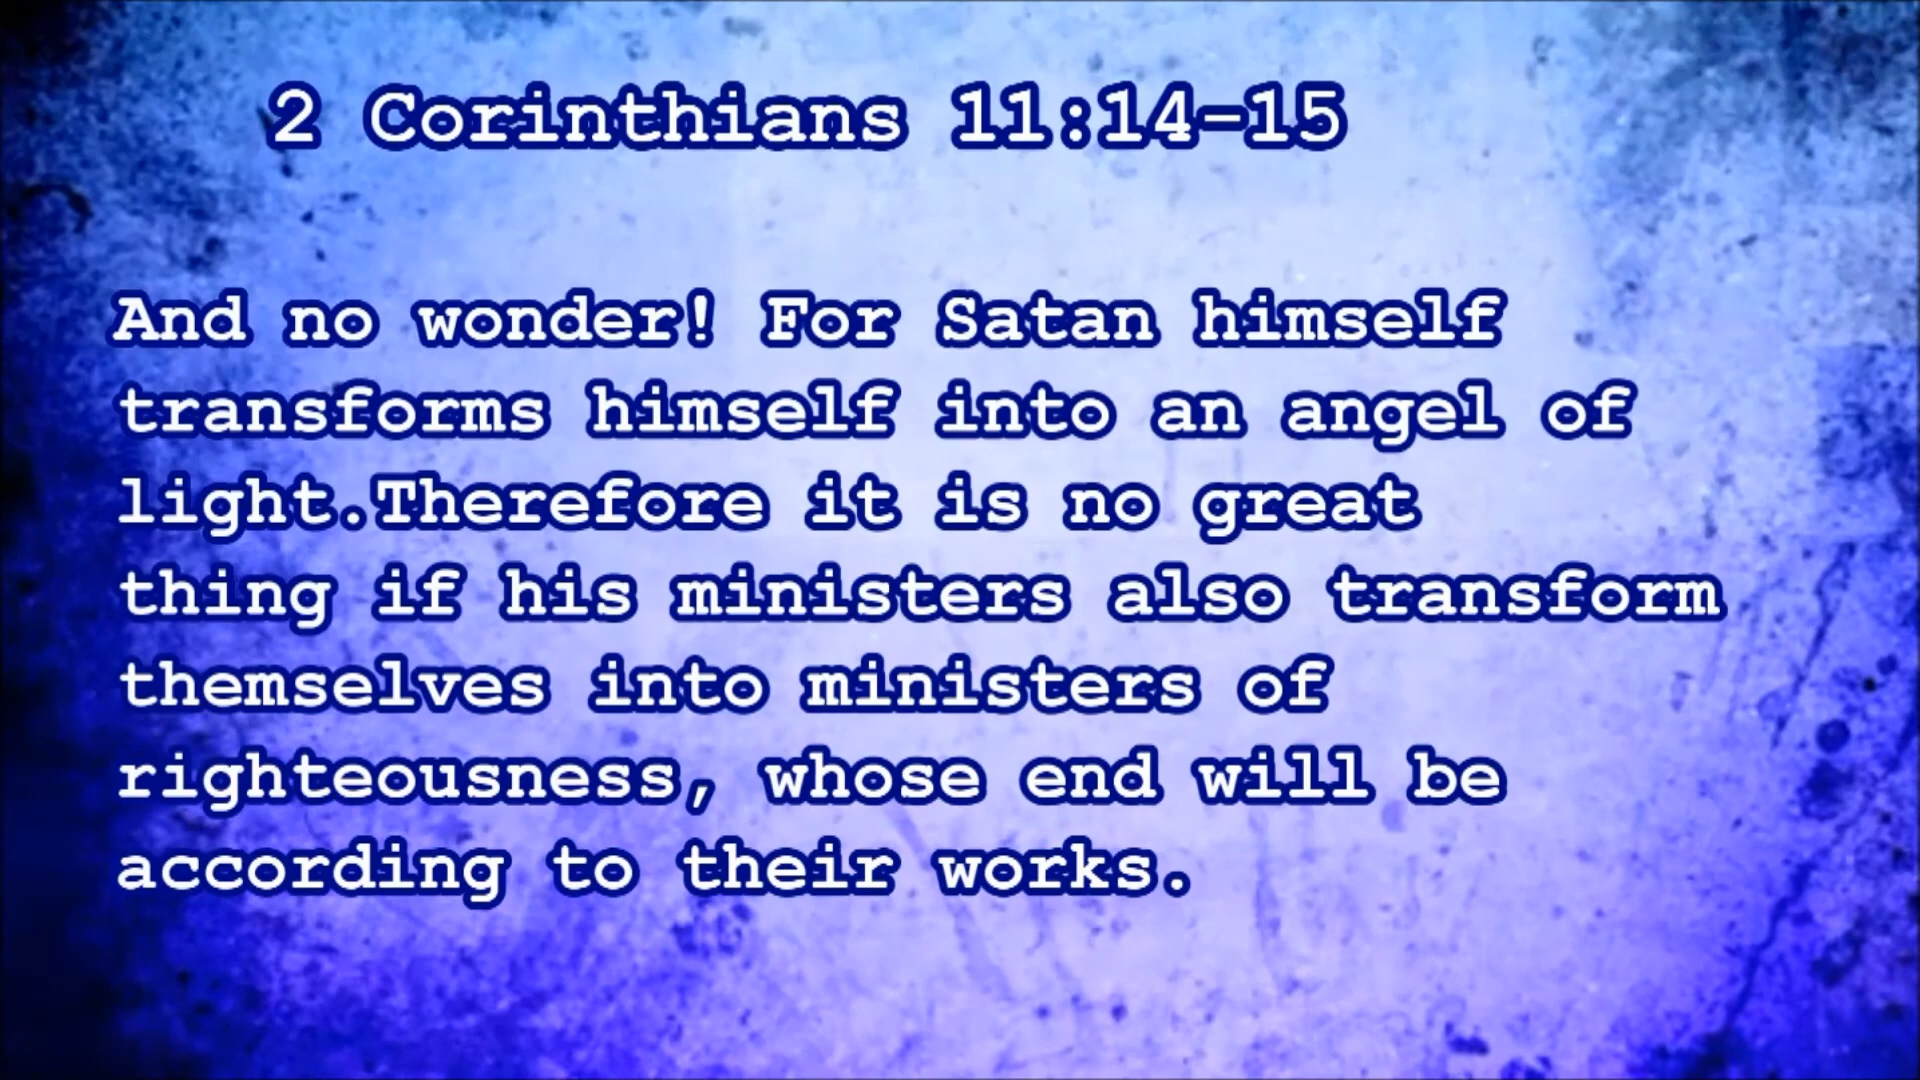 2 Corinthians 11:14-15
And no wonder! For Satan himself
transforms himself into an angel of
light.Therefore it is no great
thing if his ministers also transform
themselves into ministers of
righteousness, whose end will be
according to their works.